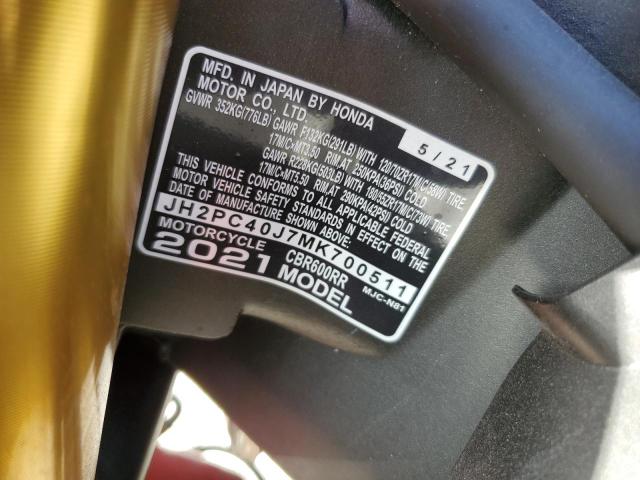 MFD. IN JAPAN BY HONDA
MOTOR CO., LTD.
5/21
GVWR 352KG(776LB) GAWR F132KG(291LB) WITH 120/70ZR17M/C(58W) TIRE
17M/C×MT3.50 RIM,AT 250KPA(36PSI) COLD
GAWR R228KG(503LB) WITH 180/55ZR17M/C(73W) TIRE
17M/C×MT5.50 RIM,AT 290KPA(42PSI) COLD
THIS VEHICLE CONFORMS TO ALL APPLICABLE FEDERAL
MOTOR VEHICLE SAFETY STANDARDS IN EFFECT ON THE
DATE OF MANUFACTURE SHOWN ABOVE.
JH2PC40J7MK700511
MOTORCYCLE CBR600RR MJC-N81
2021 MODEL